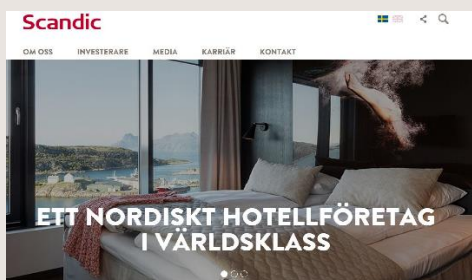 Scandic
OM OSS INVESTERARE MEDIA KARRIÄR KONTAKT
ETT NORDISKT HOTELLFÖRETAG
I VÄRLDSKLASS